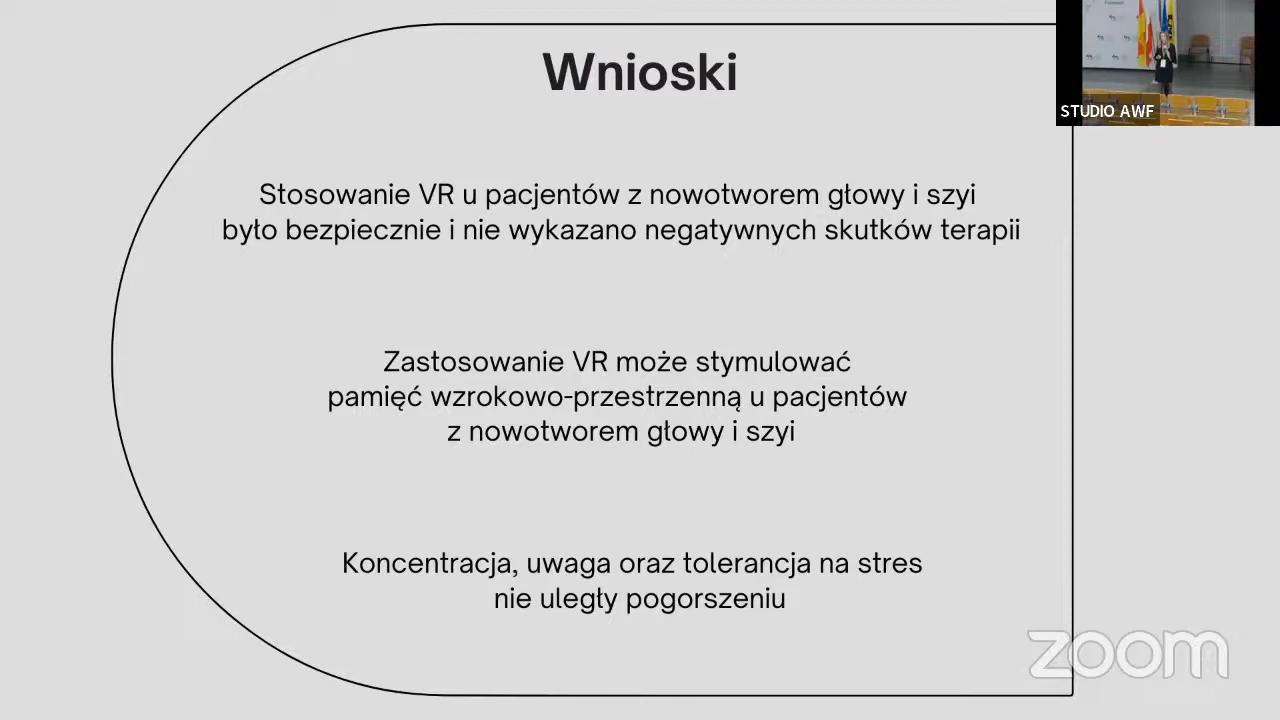 Wnioski
STUDIO AWF
Stosowanie VR u pacjentów z nowotworem głowy i szyi
było bezpiecznie i nie wykazano negatywnych skutków terapii
Zastosowanie VR może stymulować
pamięć wzrokowo-przestrzenną u pacjentów
z nowotworem głowy i szyi
Koncentracja, uwaga oraz tolerancja na stres
nie uległy pogorszeniu
zoom